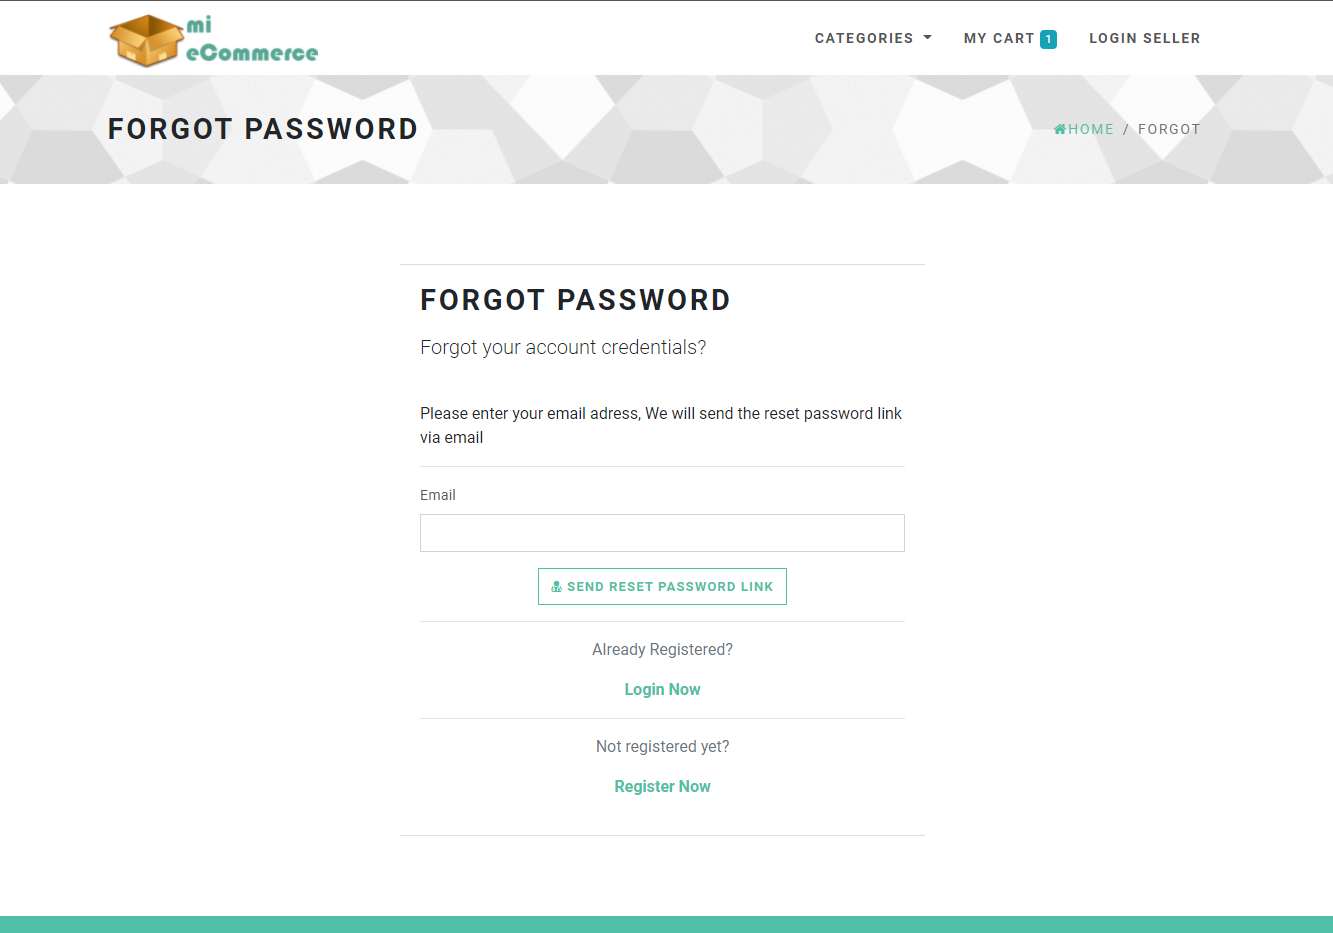 mi
eCommerce
CATEGORIES
MY CART 1
LOGIN SELLER
FORGOT PASSWORD
HOME / FORGOT
FORGOT PASSWORD
Forgot your account credentials?
Please enter your email adress, We will send the reset password link
via email
Email
SEND RESET PASSWORD LINK
Already Registered?
Login Now
Not registered yet?
Register Now